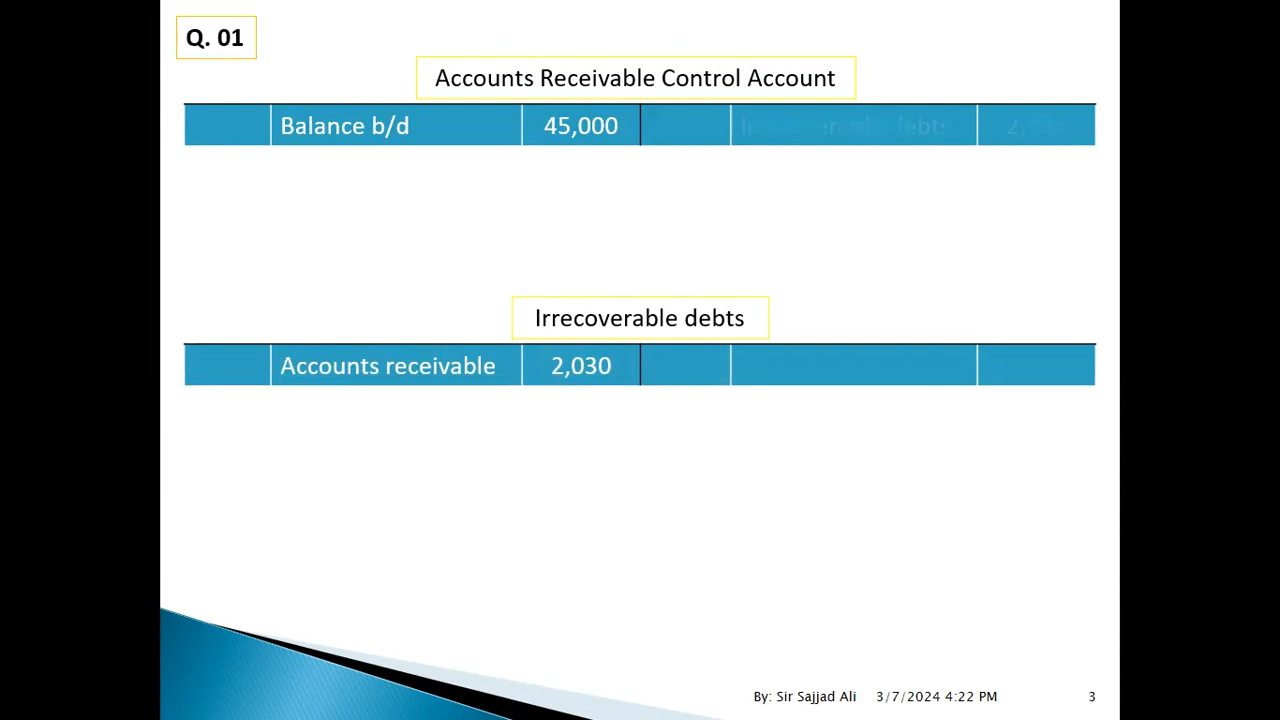 Q. 01
Accounts Receivable Control Account
Balance b/d 45,000 debts
Irrecoverable debts
Accounts receivable 2,030
By: Sir Sajjad Ali 3/7/2024 4:22 PM 3